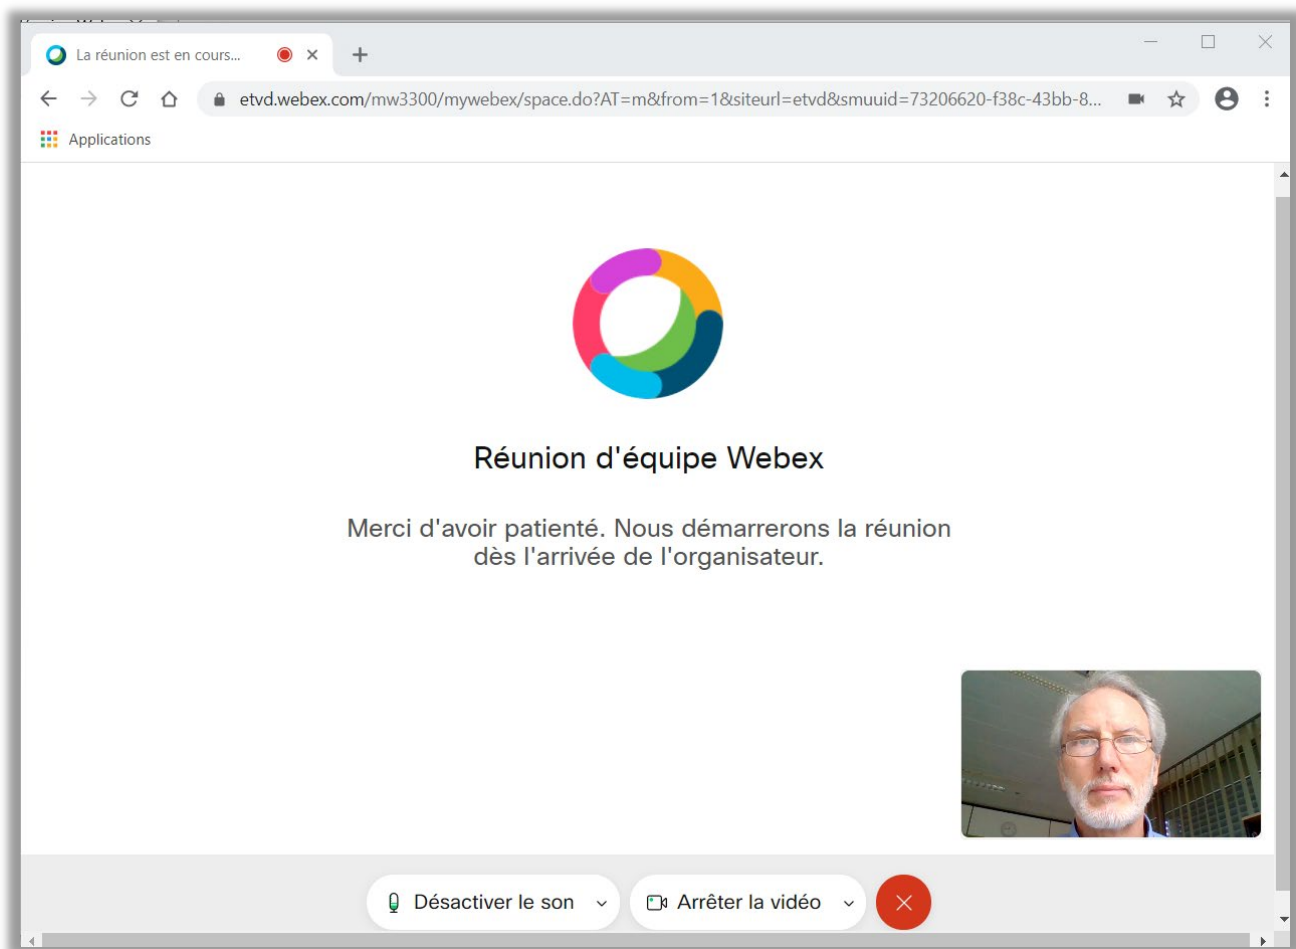 La réunion est en cours...
etvd.webex.com/mw3300/mywebex/space.do?AT=m&from=1&siteurl=etvd&smuuid=73206620-f38c-43bb-8...
Applications
Réunion d'équipe Webex
Merci d'avoir patienté. Nous démarrerons la réunion
dès l'arrivée de l'organisateur.
Désactiver le son
Arrêter la vidéo